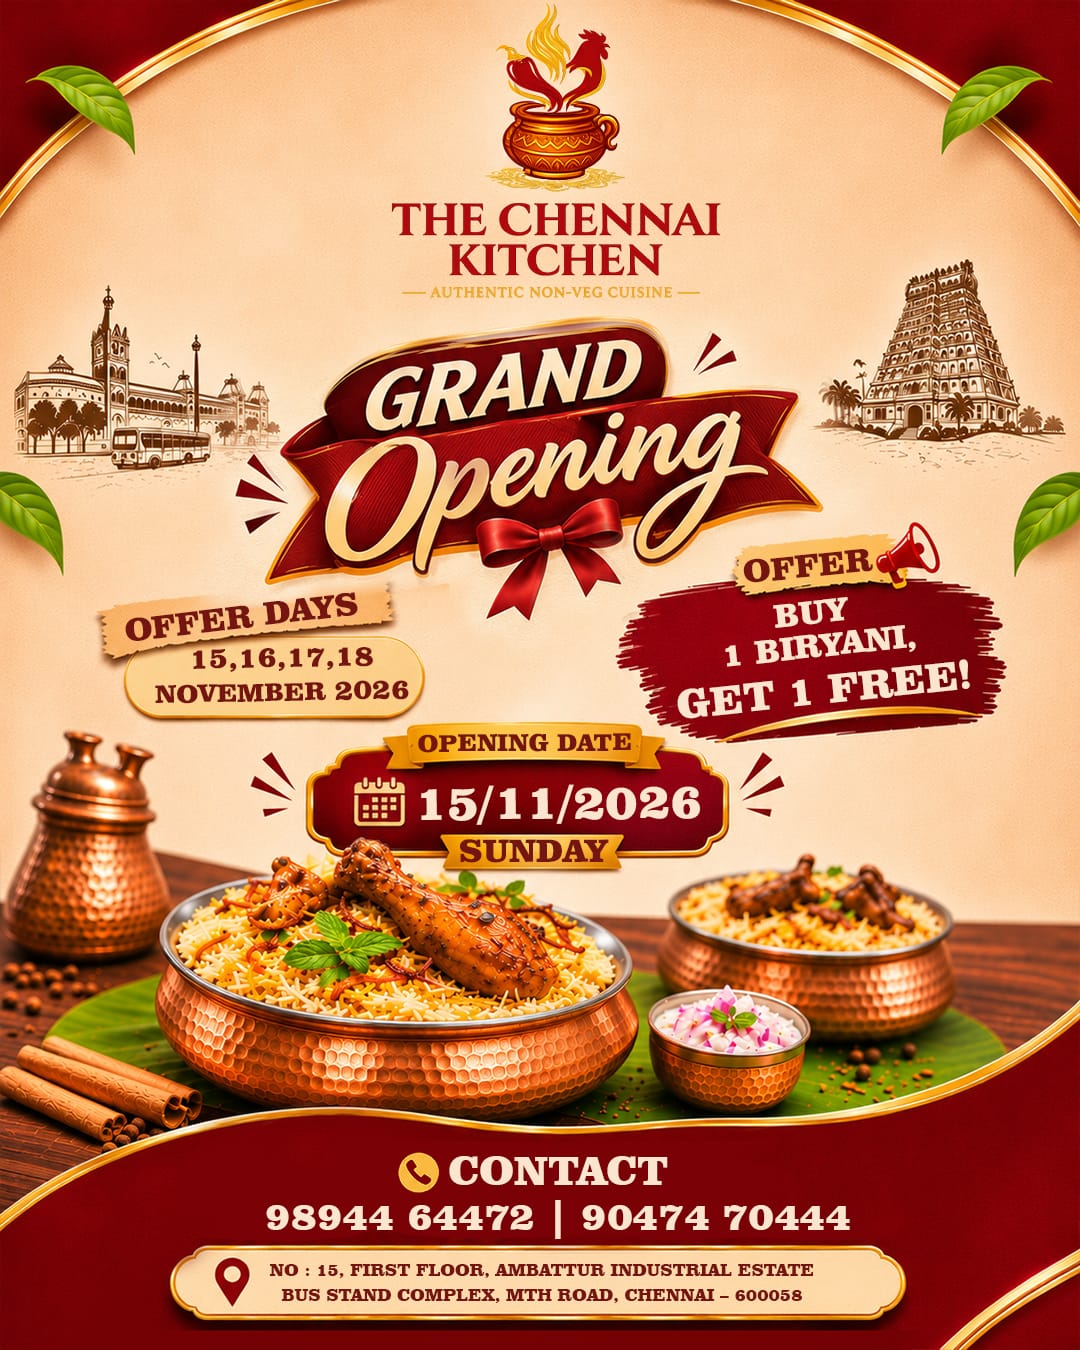 THE CHENNAI
KITCHEN
AUTHENTIC NON-VEG CUISINE
GRAND
Opening
OFFER DAYS
15,16,17,18
NOVEMBER 2026
OFFER
BUY
1 BIRYANI,
GET 1 FREE!
OPENING DATE
15/11/2026
SUNDAY
CONTACT
98944 64472 | 90474 70444
NO : 15, FIRST FLOOR, AMBATTUR INDUSTRIAL ESTATE
BUS STAND COMPLEX, MTH ROAD, CHENNAI – 600058